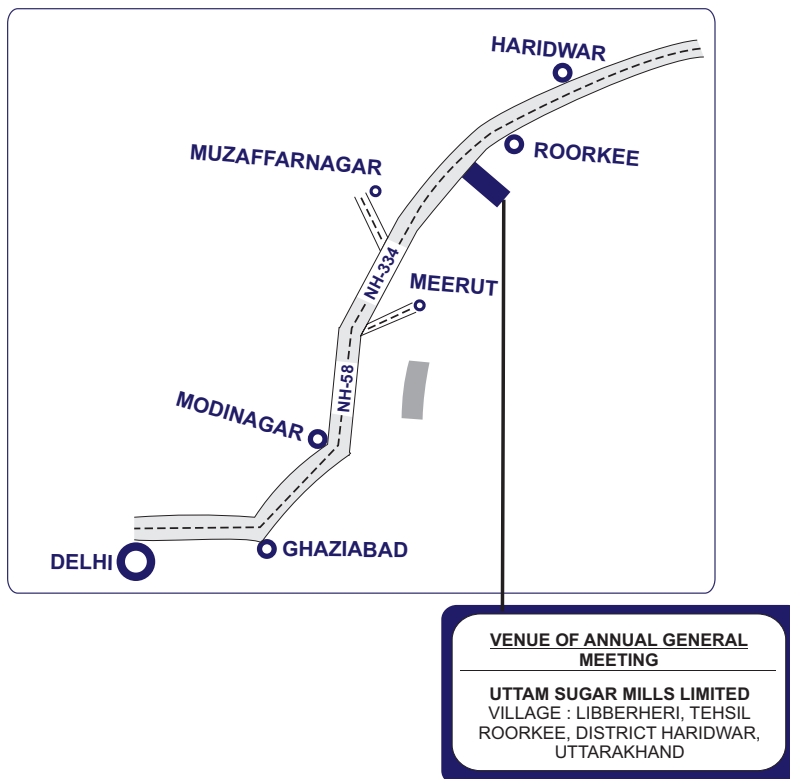 HARIDWAR
ROORKEE
MUZAFFARNAGAR
NH-334
MEERUT
NH-58
MODINAGAR
GHAZIABAD
DELHI
VENUE OF ANNUAL GENERAL
MEETING
UTTAM SUGAR MILLS LIMITED
VILLAGE : LIBBERHERI, TEHSIL
ROORKEE, DISTRICT HARIDWAR,
UTTARAKHAND